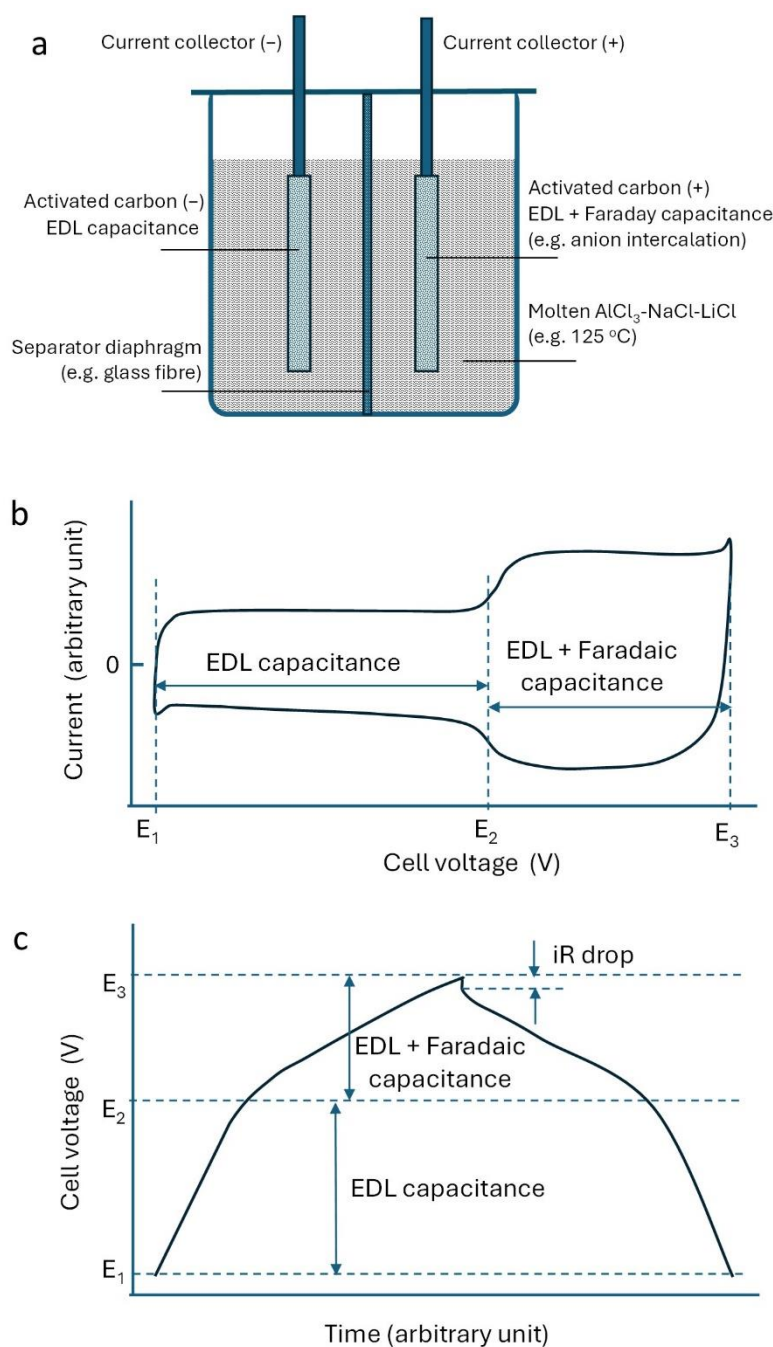 a
Current collector (–)
Current collector (+)
Activated carbon (–)
EDL capacitance
Activated carbon (+)
EDL + Faraday capacitance
(e.g. anion intercalation)
Molten AlCl₃-NaCl-LiCl
(e.g. 125 °C)
Separator diaphragm
(e.g. glass fibre)
b
Current (arbitrary unit)
0
EDL capacitance
EDL + Faradaic
capacitance
E₁
E₂
E₃
Cell voltage (V)
c
Cell voltage (V)
E₃
iR drop
EDL + Faradaic
capacitance
E₂
EDL capacitance
E₁
Time (arbitrary unit)